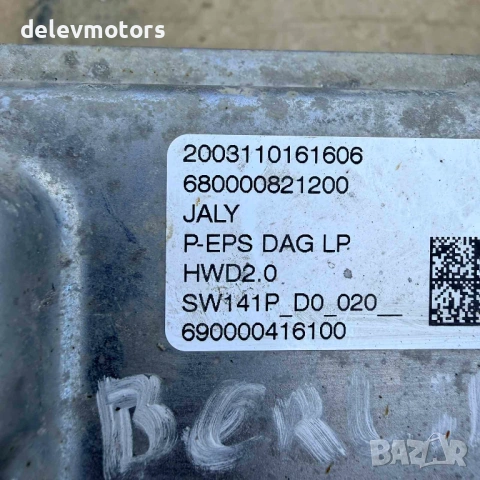 delevmotors
2003110161606
680000821200
JALY
P-EPS DAG LP
HWD2.0
SW141P_D0_020__
690000416100
BAZAR